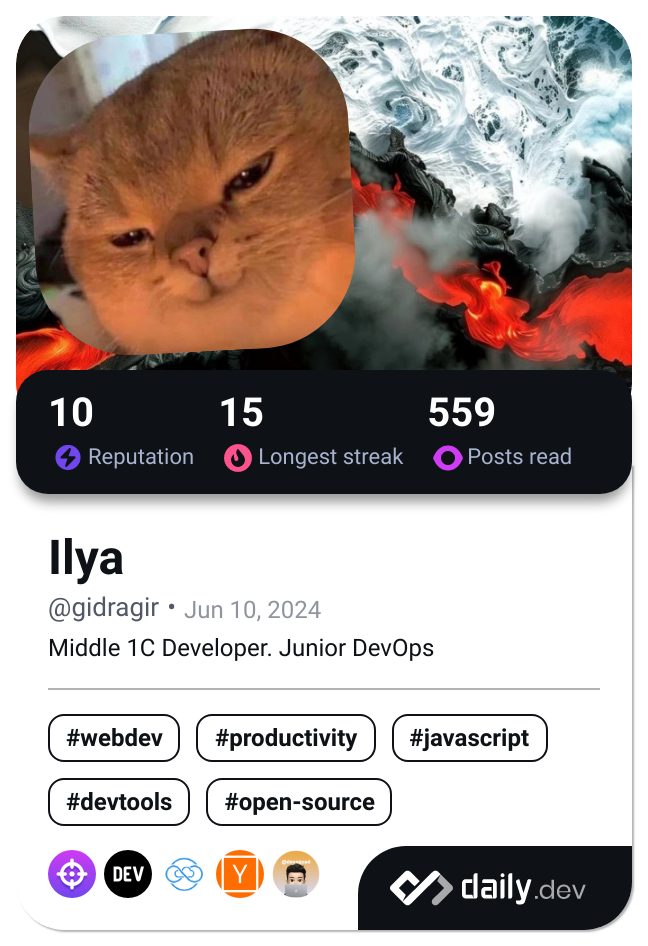 10 15 559
Reputation Longest streak Posts read
Ilya
@gidragir • Jun 10, 2024
Middle 1C Developer. Junior DevOps
#webdev #productivity #javascript
#devtools #open-source
DEV Y
daily.dev